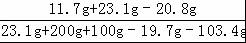 11.7g+23.1g - 20.8g
23.1g+200g+100g - 19.7g - 103.4g